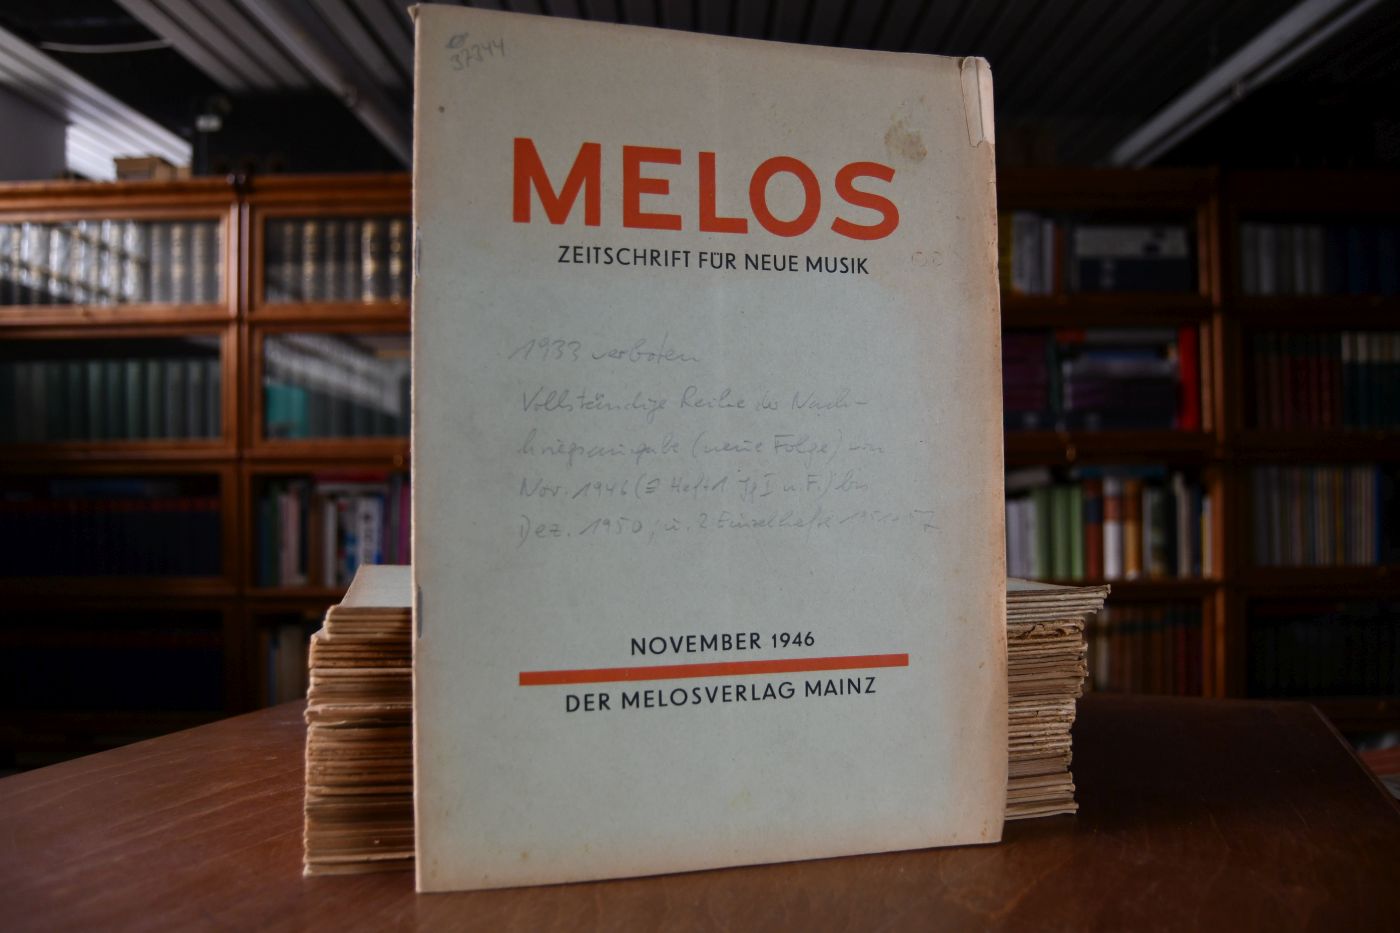 37344
MELOS
ZEITSCHRIFT FÜR NEUE MUSIK
1933 verboten
Vollständige Reihe der Nach-
kriegsausgabe (neue Folge) von
Nov. 1946 (= Heft 1 Jg I n. F.) bis
Dez. 1950; u. 2 Einzelhefte
NOVEMBER 1946
DER MELOSVERLAG MAINZ